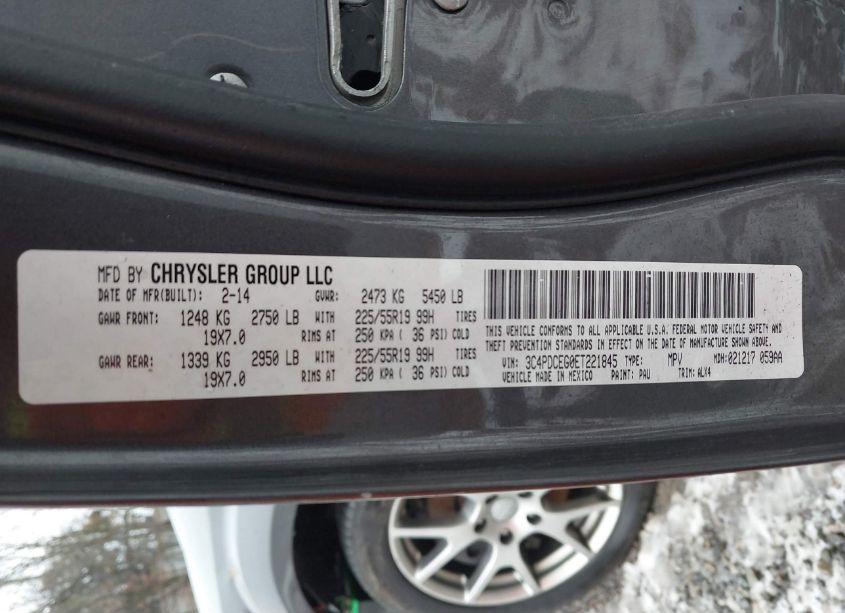 MFD BY CHRYSLER GROUP LLC
DATE OF MFR(BUILT): 2-14 GVWR: 2473 KG 5450 LB
GAWR FRONT: 1248 KG 2750 LB WITH 225/55R19 99H TIRES
19X7.0 RIMS AT 250 KPA ( 36 PSI) COLD
GAWR REAR: 1339 KG 2950 LB WITH 225/55R19 99H TIRES
19X7.0 RIMS AT 250 KPA ( 36 PSI) COLD
THIS VEHICLE CONFORMS TO ALL APPLICABLE U.S.A. FEDERAL MOTOR VEHICLE SAFETY AND
THEFT PREVENTION STANDARDS IN EFFECT ON THE DATE OF MANUFACTURE SHOWN ABOVE.
VIN: 3C4PDCEG0ET221845 TYPE: MPV MDH:021217 059AA
VEHICLE MADE IN MEXICO PAINT: PAU TRIM:ALX4